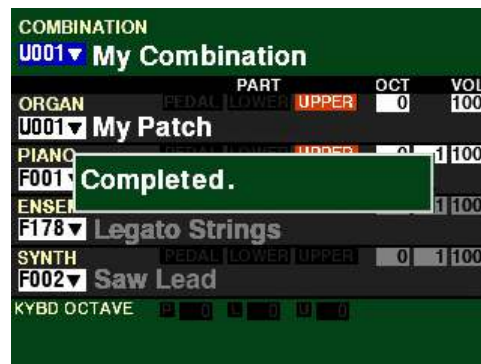 COMBINATION
U001▼ My Combination
PART OCT VOL
ORGAN PEDAL LOWER UPPER 0 100
U001▼ My Patch
PIANO 1 100
F001
Completed.
1 100
F178▼ Legato Strings
SYNTH PEDAL LOWER UPPER 0 1 100
F002▼ Saw Lead
KYBD OCTAVE P 0 L 0 U 0